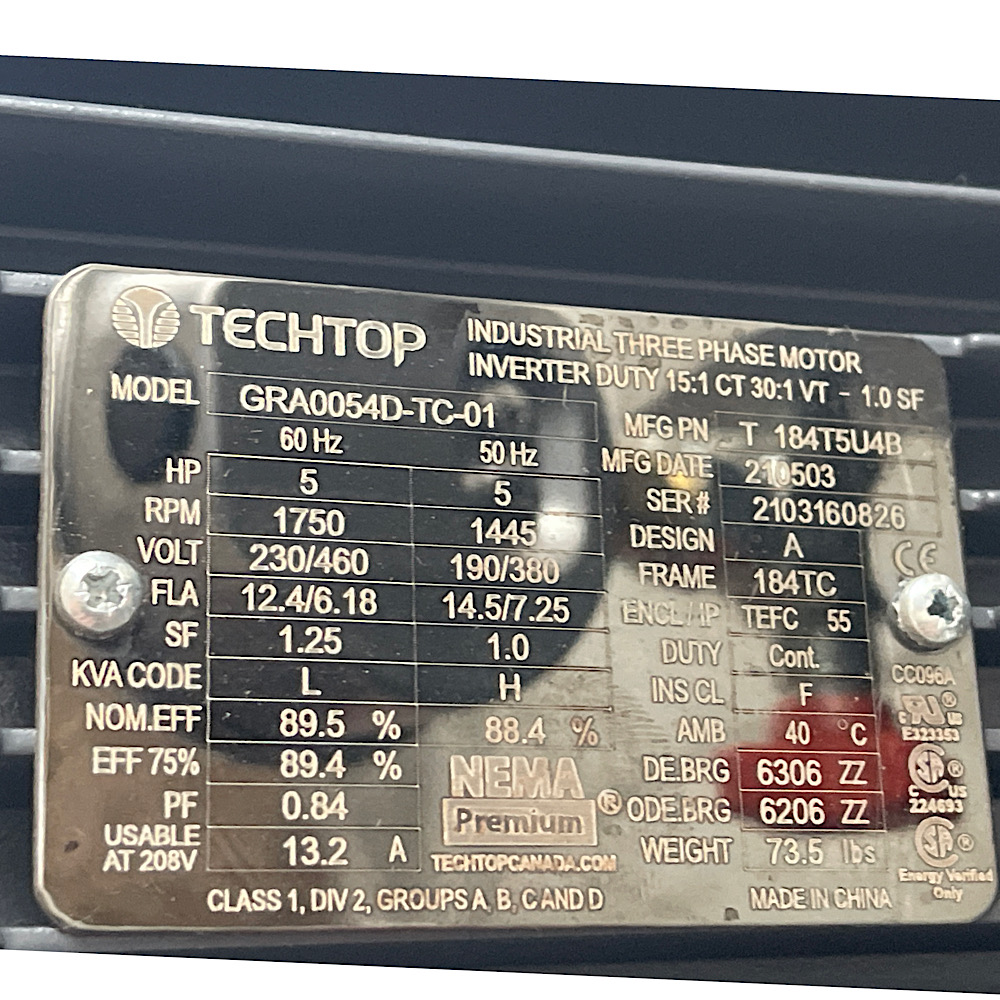 TECHTOP
INDUSTRIAL THREE PHASE MOTOR
INVERTER DUTY 15:1 CT 30:1 VT - 1.0 SF
MODEL GRA0054D-TC-01
60 Hz 50 Hz
HP 5 5
RPM 1750 1445
VOLT 230/460 190/380
FLA 12.4/6.18 14.5/7.25
SF 1.25 1.0
KVA CODE L H
NOM.EFF 89.5 % 88.4 %
EFF 75% 89.4 %
PF 0.84
USABLE
AT 208V 13.2 A
NEMA
Premium ®
TECHTOPCANADA.COM
MFG PN T 184T5U4B
MFG DATE 210503
SER # 2103160826
DESIGN A
FRAME 184TC
ENCL / IP TEFC 55
DUTY Cont.
INS CL F
AMB 40 °C
DE.BRG 6306 ZZ
ODE.BRG 6206 ZZ
WEIGHT 73.5 lbs
CE
CC096A
c RU ® us
E323353
SA ®
C US
224693
SA ®
Energy Verified
Only
CLASS 1, DIV 2, GROUPS A, B, C AND D
MADE IN CHINA